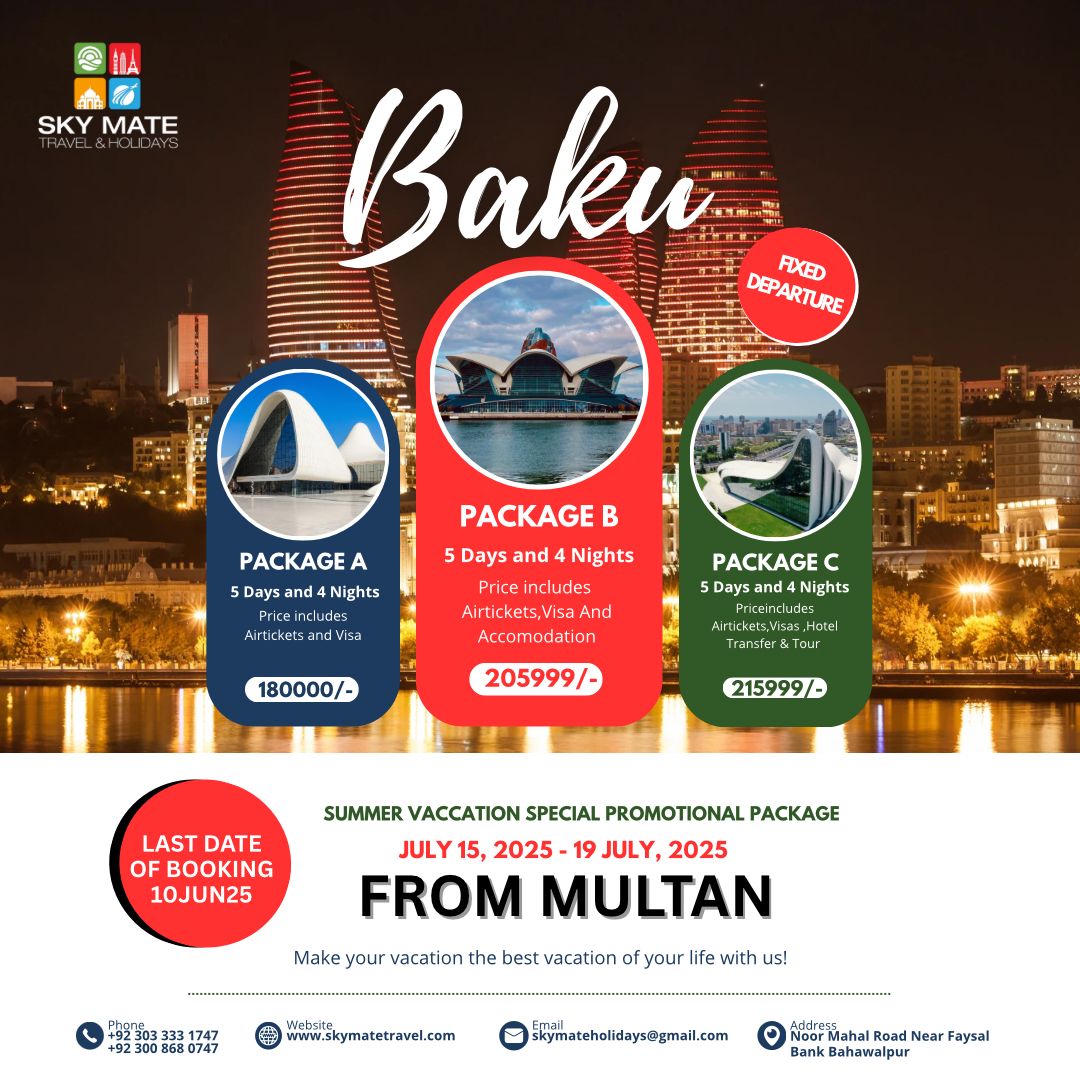 SKY MATE
TRAVEL & HOLIDAYS
Baku
FIXED
DEPARTURE
PACKAGE A
5 Days and 4 Nights
Price includes
Airtickets and Visa
180000/-
PACKAGE B
5 Days and 4 Nights
Price includes
Airtickets,Visa And
Accomodation
205999/-
PACKAGE C
5 Days and 4 Nights
Priceincludes
Airtickets,Visas ,Hotel
Transfer & Tour
215999/-
LAST DATE
OF BOOKING
10JUN25
SUMMER VACCATION SPECIAL PROMOTIONAL PACKAGE
JULY 15, 2025 - 19 JULY, 2025
FROM MULTAN
Make your vacation the best vacation of your life with us!
Phone
+92 303 333 1747
+92 300 868 0747
Website
www.skymatetravel.com
Email
skymateholidays@gmail.com
Address
Noor Mahal Road Near Faysal
Bank Bahawalpur